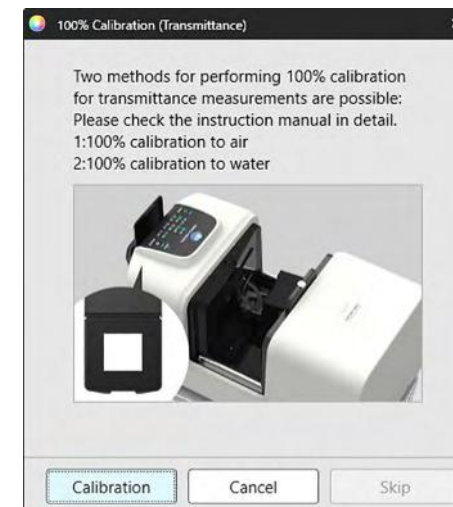 100% Calibration (Transmittance)
Two methods for performing 100% calibration
for transmittance measurements are possible:
Please check the instruction manual in detail.
1:100% calibration to air
2:100% calibration to water
Calibration
Cancel
Skip